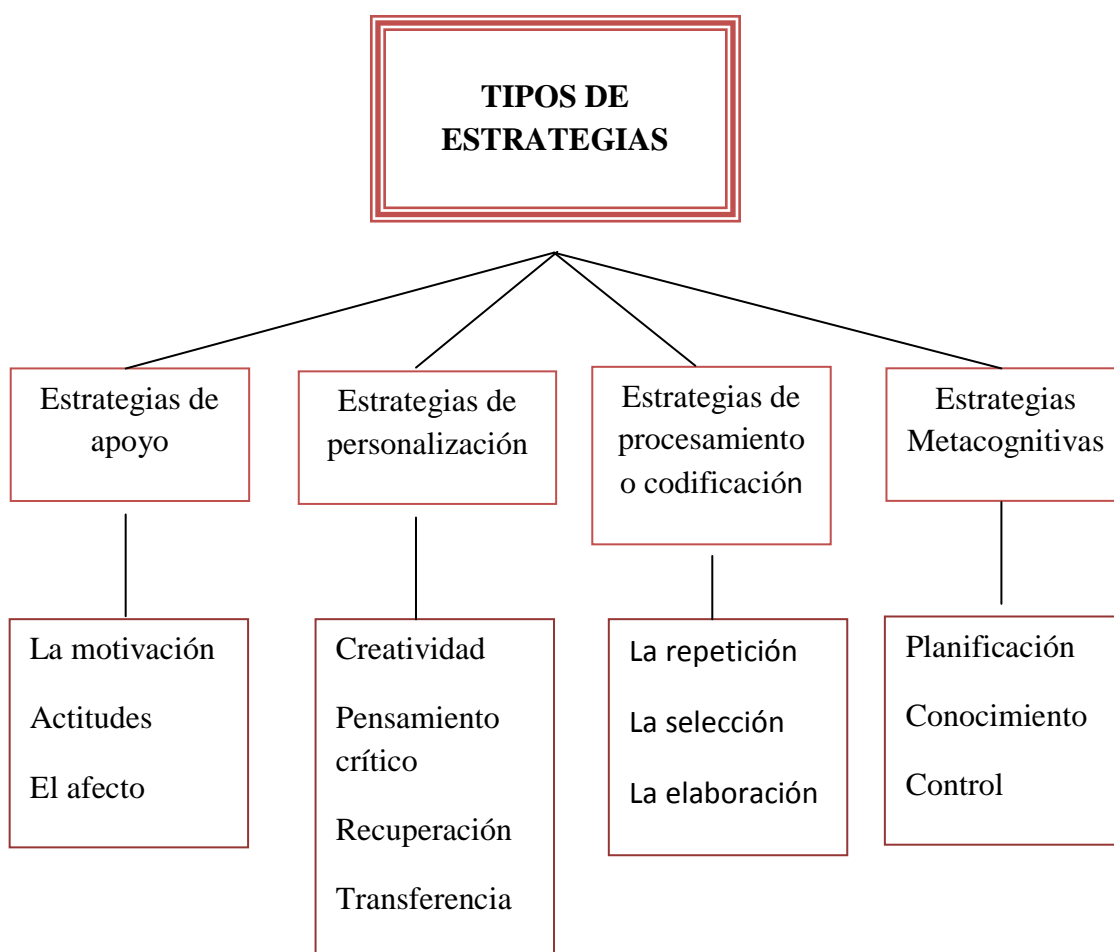 TIPOS DE
ESTRATEGIAS
Estrategias de
apoyo
Estrategias de
personalización
Estrategias de
procesamiento
o codificación
Estrategias
Metacognitivas
La motivación
Actitudes
El afecto
Creatividad
Pensamiento
crítico
Recuperación
Transferencia
La repetición
La selección
La elaboración
Planificación
Conocimiento
Control